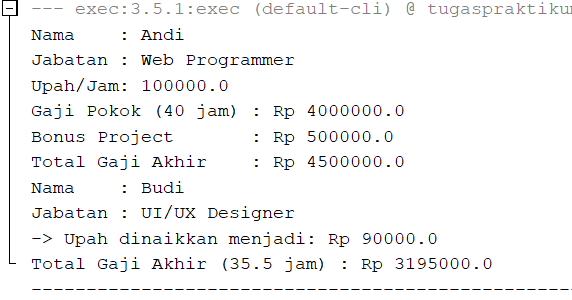 --- exec:3.5.1:exec (default-cli) @ tugaspraktikum
Nama    : Andi
Jabatan : Web Programmer
Upah/Jam: 100000.0
Gaji Pokok (40 jam) : Rp 4000000.0
Bonus Project       : Rp 500000.0
Total Gaji Akhir    : Rp 4500000.0
Nama    : Budi
Jabatan : UI/UX Designer
-> Upah dinaikkan menjadi: Rp 90000.0
Total Gaji Akhir (35.5 jam) : Rp 3195000.0
------------------------------------------------